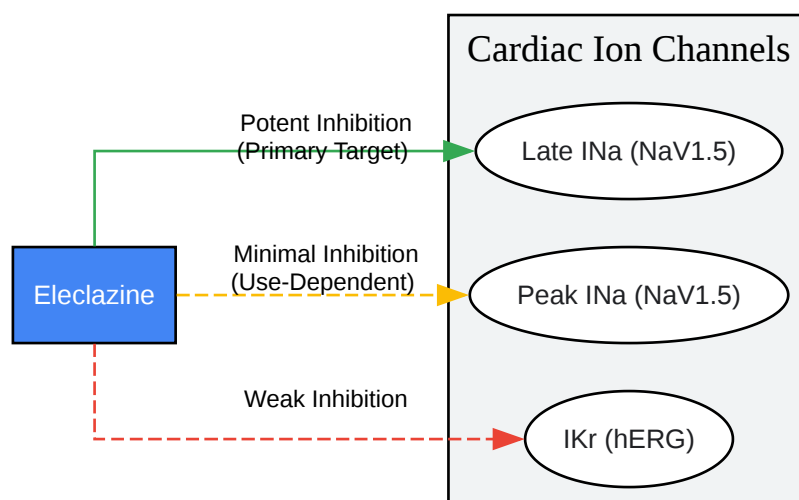 Cardiac Ion Channels
Potent Inhibition
(Primary Target)
Late INa (NaV1.5)
Eleclazine
Minimal Inhibition
(Use-Dependent)
Peak INa (NaV1.5)
Weak Inhibition
IKr (hERG)